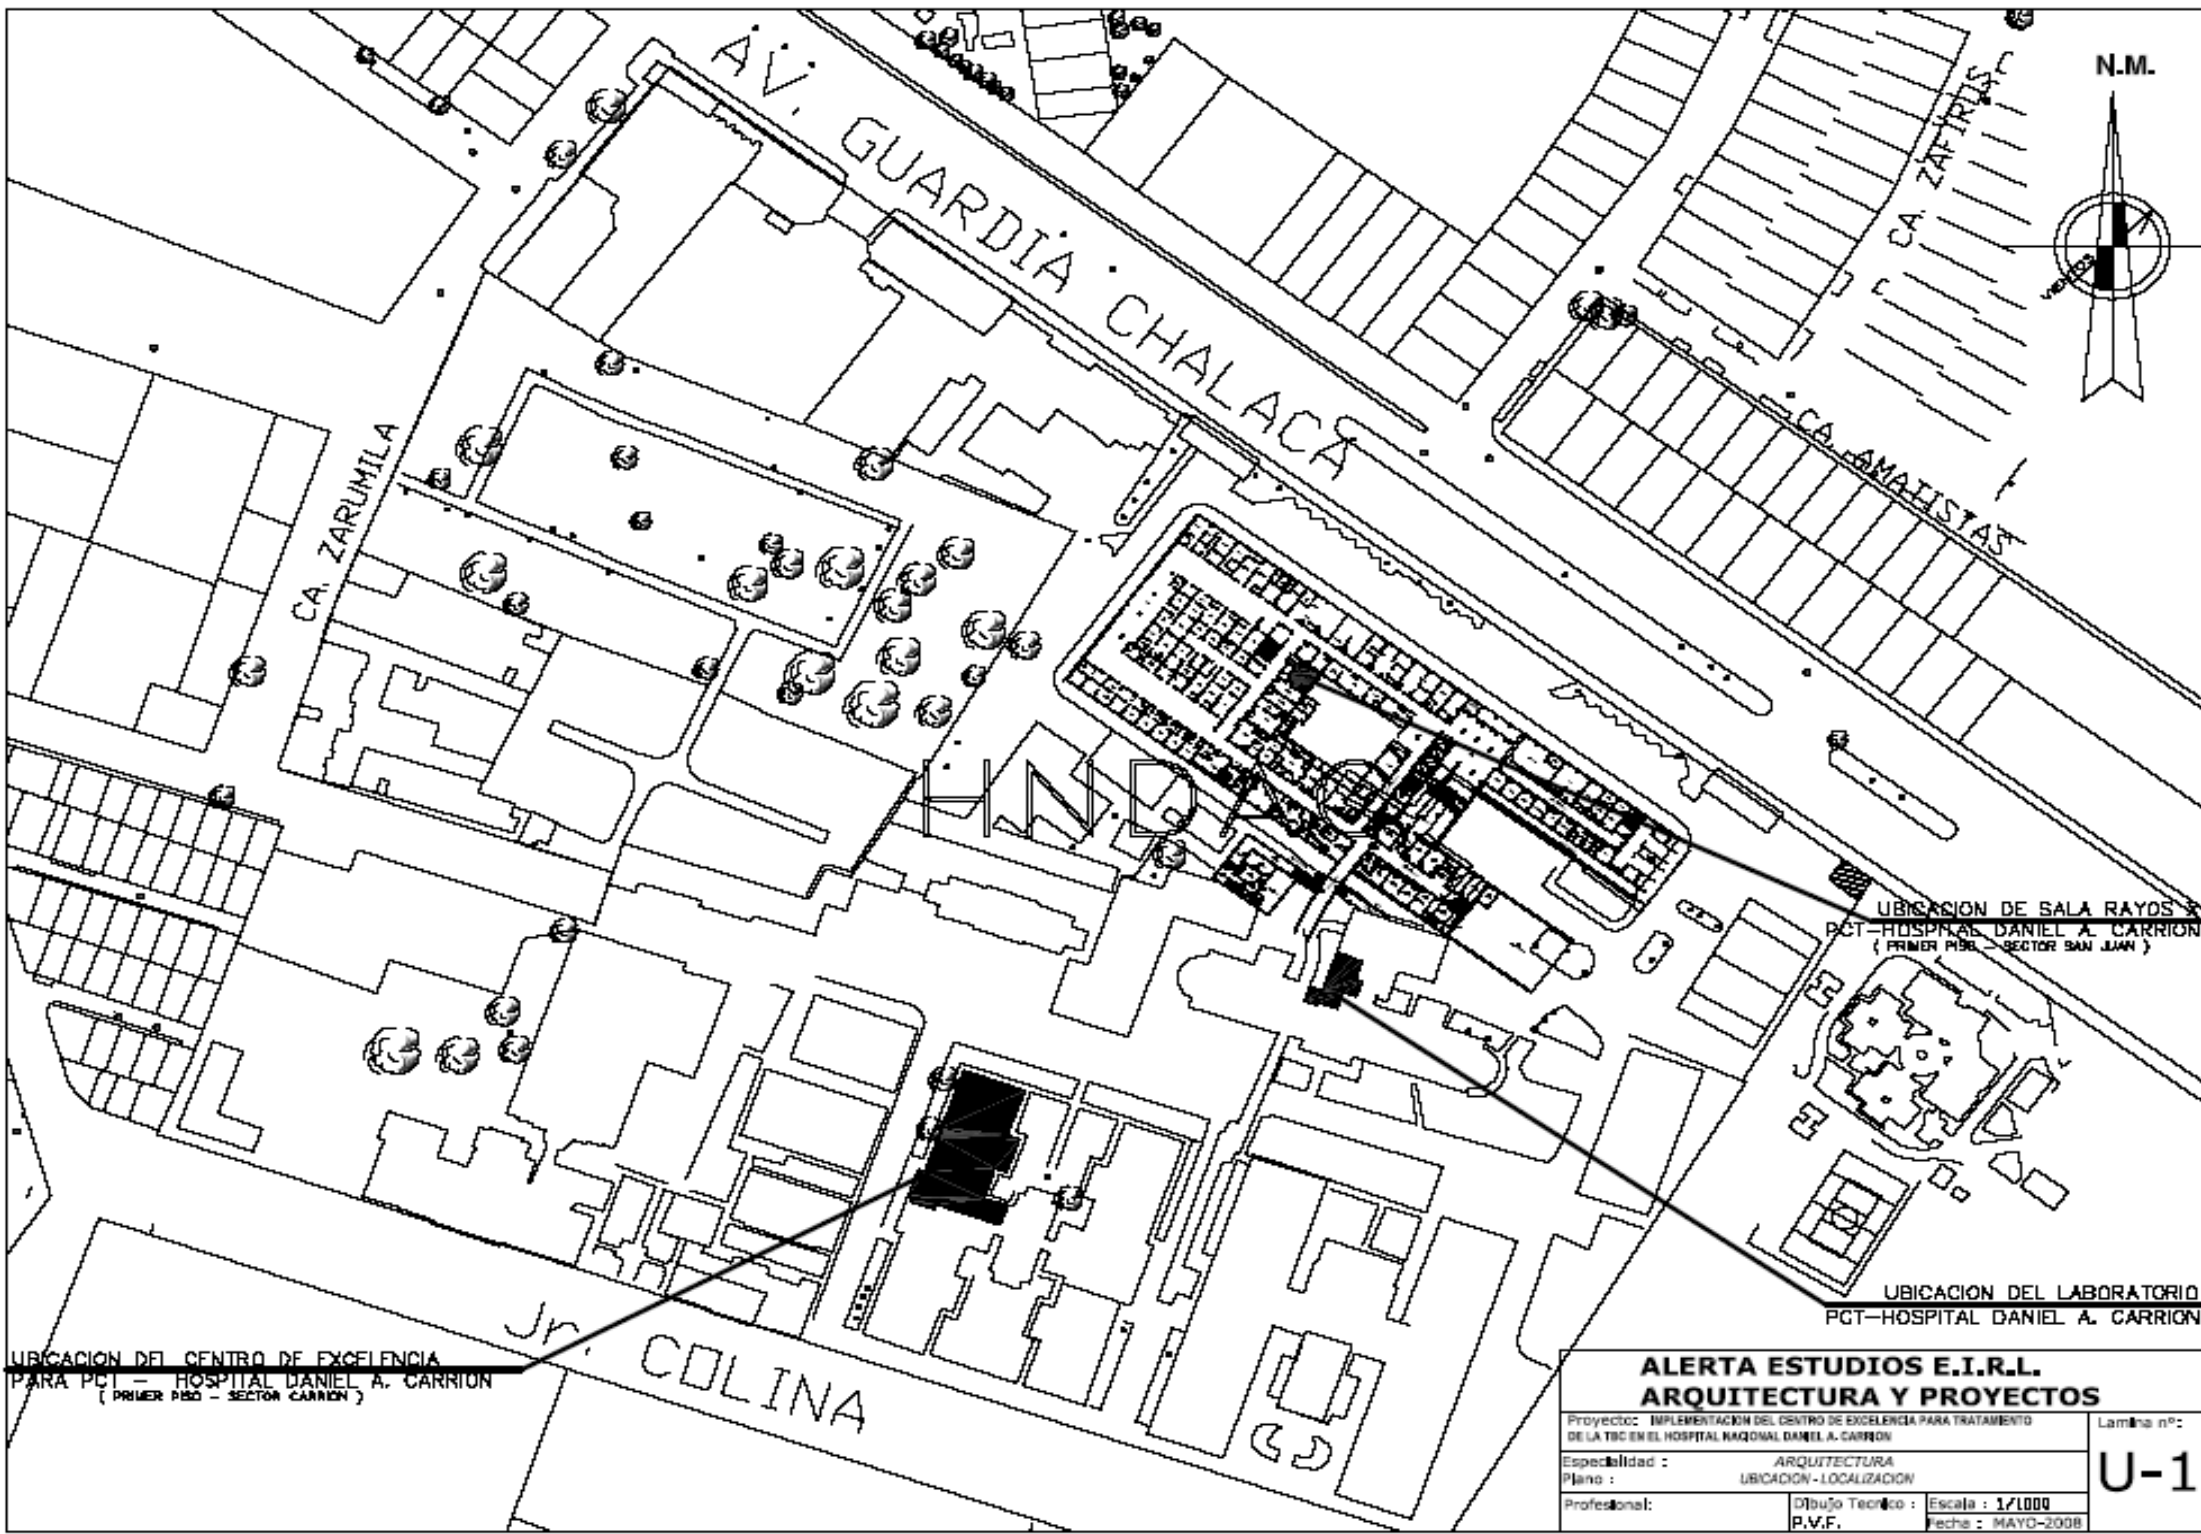 AV. GUARDIA CHALACA
N.M.
CA. ZAFIROS
VIENTOS
CA. AMATISTAS
CA. ZARUMILA
HNDAC
UBICACION DE SALA RAYOS X
PCT-HOSPITAL DANIEL A. CARRION
( PRIMER PISO - SECTOR SAN JUAN )
UBICACION DEL LABORATORIO
PCT-HOSPITAL DANIEL A. CARRION
UBICACION DEL CENTRO DE EXCELENCIA
PARA PCT - HOSPITAL DANIEL A. CARRION
( PRIMER PISO - SECTOR CARRION )
Jr. COLINA
ALERTA ESTUDIOS E.I.R.L.
ARQUITECTURA Y PROYECTOS
Proyecto: IMPLEMENTACION DEL CENTRO DE EXCELENCIA PARA TRATAMIENTO
DE LA TBC EN EL HOSPITAL NACIONAL DANIEL A. CARRION
Lamina nº:
U-1
Especialidad : ARQUITECTURA
Plano : UBICACION - LOCALIZACION
Profesional:
Dibujo Tecnico :
P.V.F.
Escala : 1/1000
Fecha : MAYO-2008